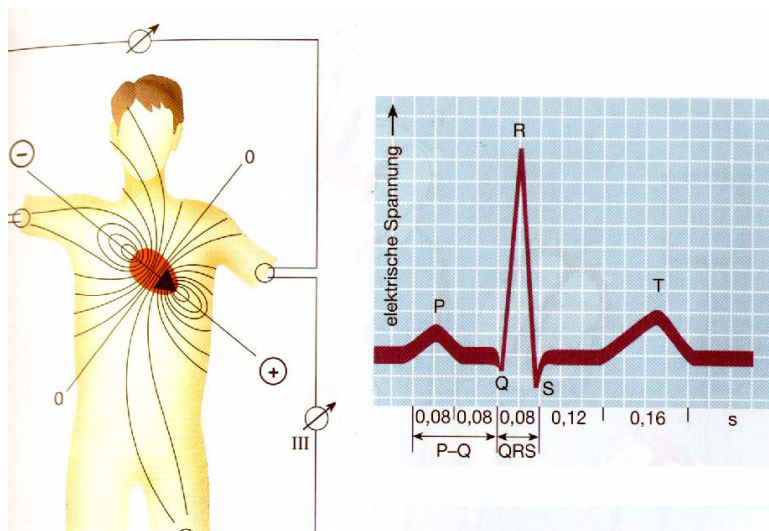 −
0
0
+
III
elektrische Spannung
P
R
T
Q
S
0,08 0,08 0,08 0,12 0,16 s
P–Q QRS